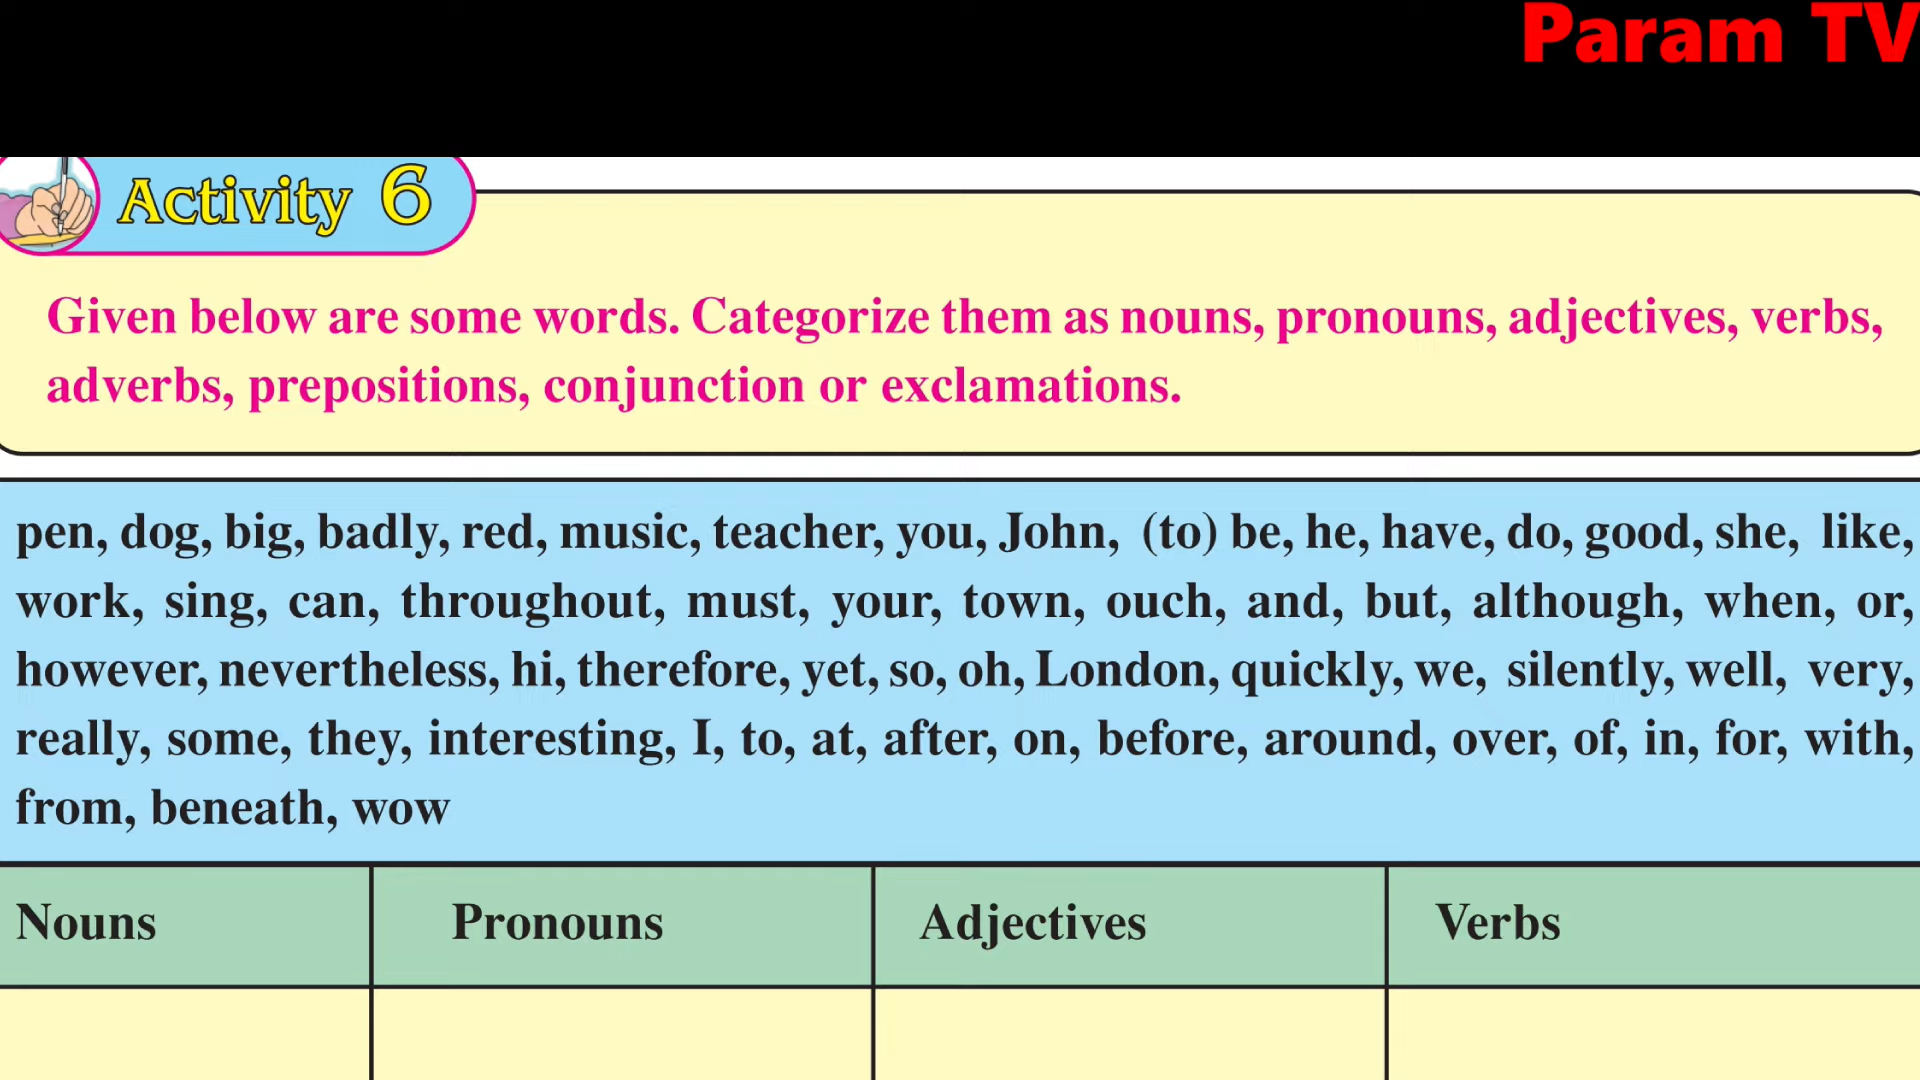 Param TV
Activity 6
Given below are some words. Categorize them as nouns, pronouns, adjectives, verbs,
adverbs, prepositions, conjunction or exclamations.
pen, dog, big, badly, red, music, teacher, you, John, (to) be, he, have, do, good, she, like,
work, sing, can, throughout, must, your, town, ouch, and, but, although, when, or,
however, nevertheless, hi, therefore, yet, so, oh, London, quickly, we, silently, well, very,
really, some, they, interesting, I, to, at, after, on, before, around, over, of, in, for, with,
from, beneath, wow
Nouns Pronouns Adjectives Verbs